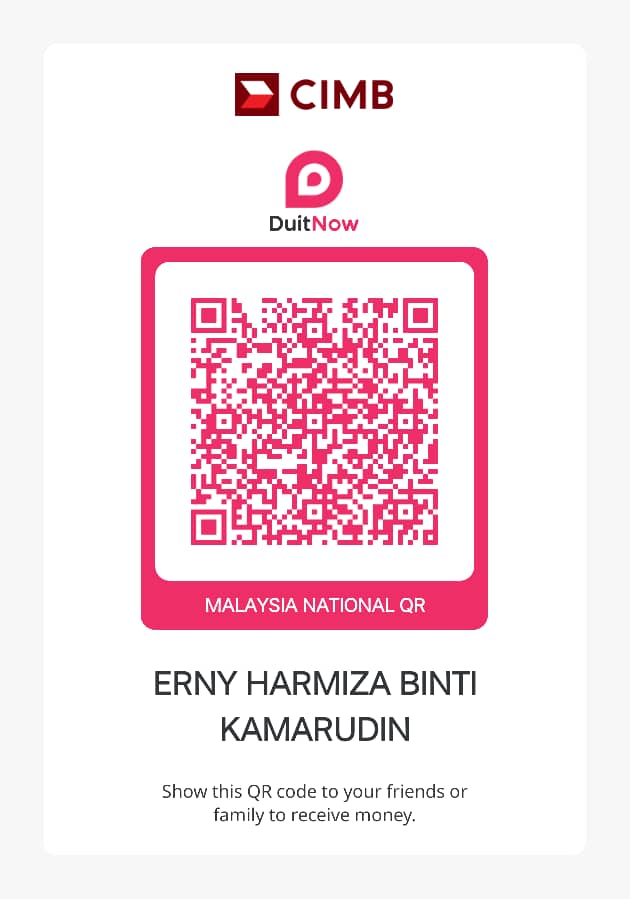 CIMB
DuitNow
MALAYSIA NATIONAL QR
ERNY HARMIZA BINTI
KAMARUDIN
Show this QR code to your friends or
family to receive money.